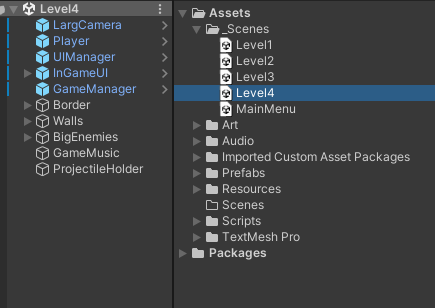 Level4
LargCamera
Player
UIManager
InGameUI
GameManager
Border
Walls
BigEnemies
GameMusic
ProjectileHolder
Assets
_Scenes
Level1
Level2
Level3
Level4
MainMenu
Art
Audio
Imported Custom Asset Packages
Prefabs
Resources
Scenes
Scripts
TextMesh Pro
Packages